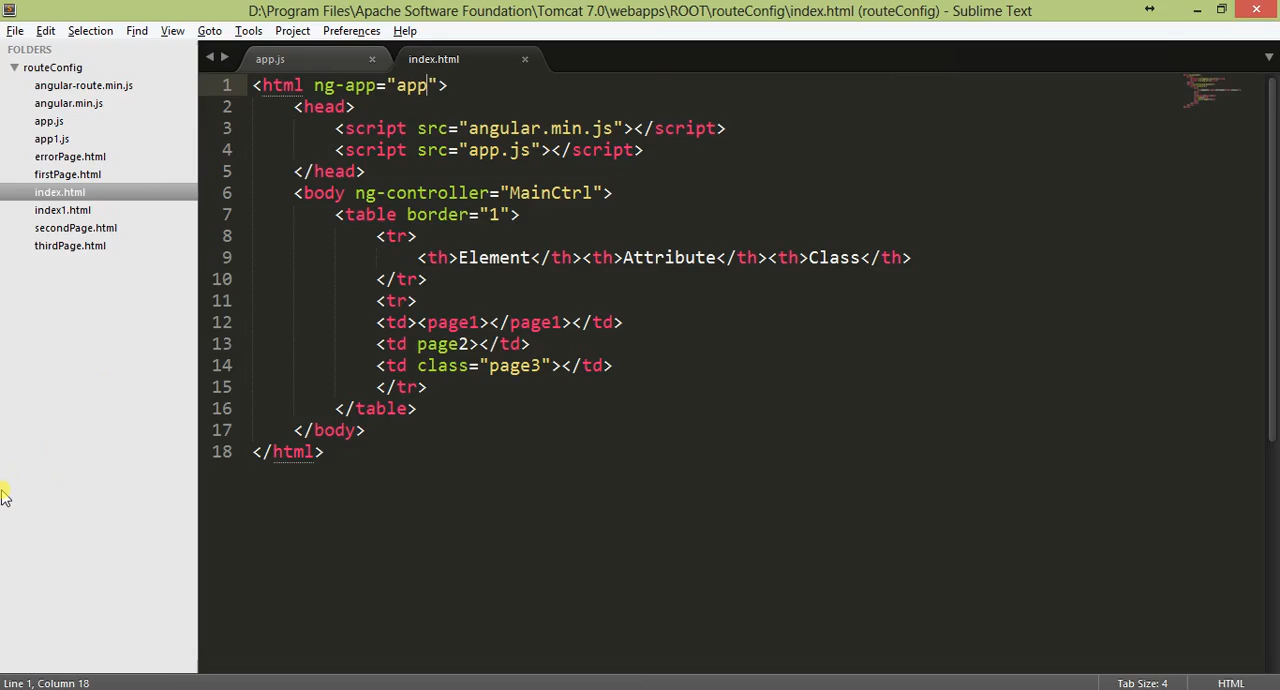 D:\Program Files\Apache Software Foundation\Tomcat 7.0\webapps\ROOT\routeConfig\index.html (routeConfig) - Sublime Text
File Edit Selection Find View Goto Tools Project Preferences Help
FOLDERS
routeConfig
angular-route.min.js
angular.min.js
app.js
app1.js
errorPage.html
firstPage.html
index.html
index1.html
secondPage.html
thirdPage.html
app.js × index.html ×
1 <html ng-app="app">
2 <head>
3 <script src="angular.min.js"></script>
4 <script src="app.js"></script>
5 </head>
6 <body ng-controller="MainCtrl">
7 <table border="1">
8 <tr>
9 <th>Element</th><th>Attribute</th><th>Class</th>
10 </tr>
11 <tr>
12 <td><page1></page1></td>
13 <td page2></td>
14 <td class="page3"></td>
15 </tr>
16 </table>
17 </body>
18 </html>
Line 1, Column 18 Tab Size: 4 HTML